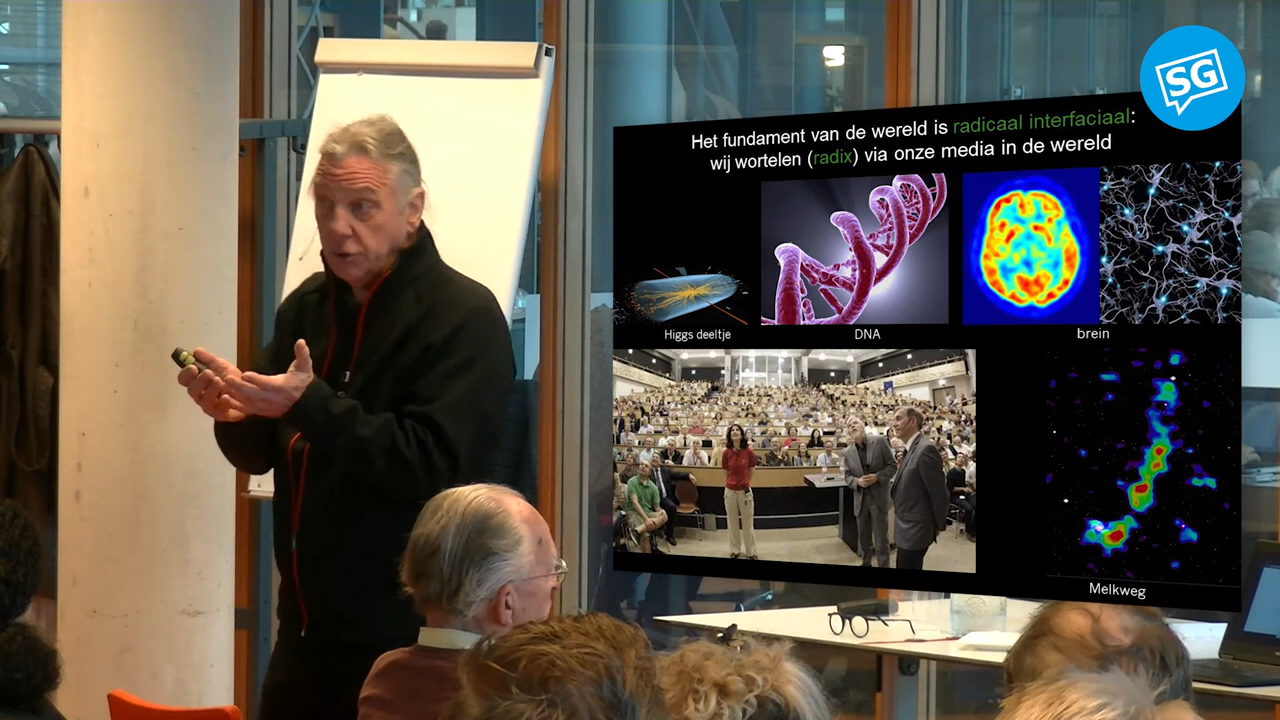 SG
Het fundament van de wereld is radicaal interfaciaal:
wij wortelen (radix) via onze media in de wereld
Higgs deeltje
DNA
brein
Melkweg